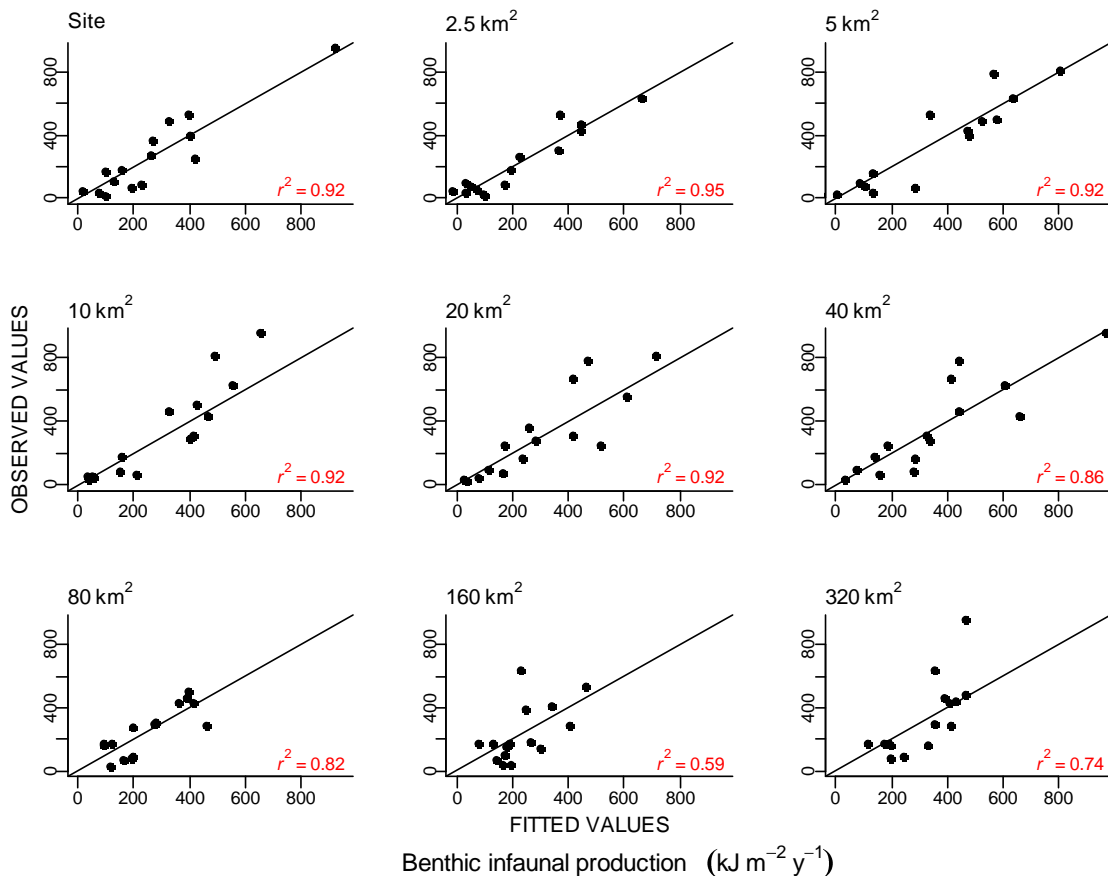 Site
2.5 km²
5 km²
0 400 800
r² = 0.92
0 200 400 600 800
0 400 800
r² = 0.95
0 200 400 600 800
0 400 800
r² = 0.92
0 200 400 600 800
10 km²
20 km²
40 km²
OBSERVED VALUES
0 400 800
r² = 0.92
0 200 400 600 800
0 400 800
r² = 0.92
0 200 400 600 800
0 400 800
r² = 0.86
0 200 400 600 800
80 km²
160 km²
320 km²
0 400 800
r² = 0.82
0 200 400 600 800
0 400 800
r² = 0.59
0 200 400 600 800
0 400 800
r² = 0.74
0 200 400 600 800
FITTED VALUES
Benthic infaunal production (kJ m⁻² y⁻¹)